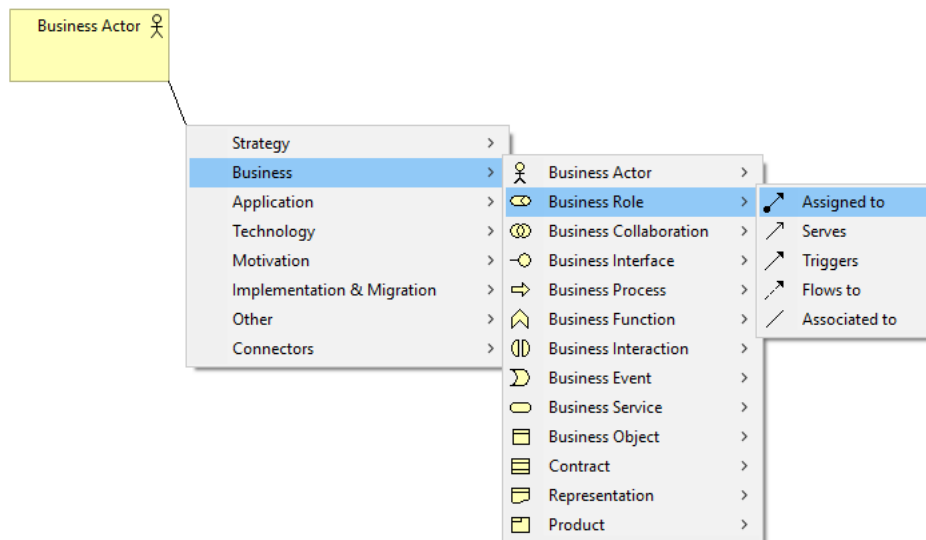 Business Actor
Strategy
Business
Application
Technology
Motivation
Implementation & Migration
Other
Connectors
Business Actor
Business Role
Business Collaboration
Business Interface
Business Process
Business Function
Business Interaction
Business Event
Business Service
Business Object
Contract
Representation
Product
Assigned to
Serves
Triggers
Flows to
Associated to